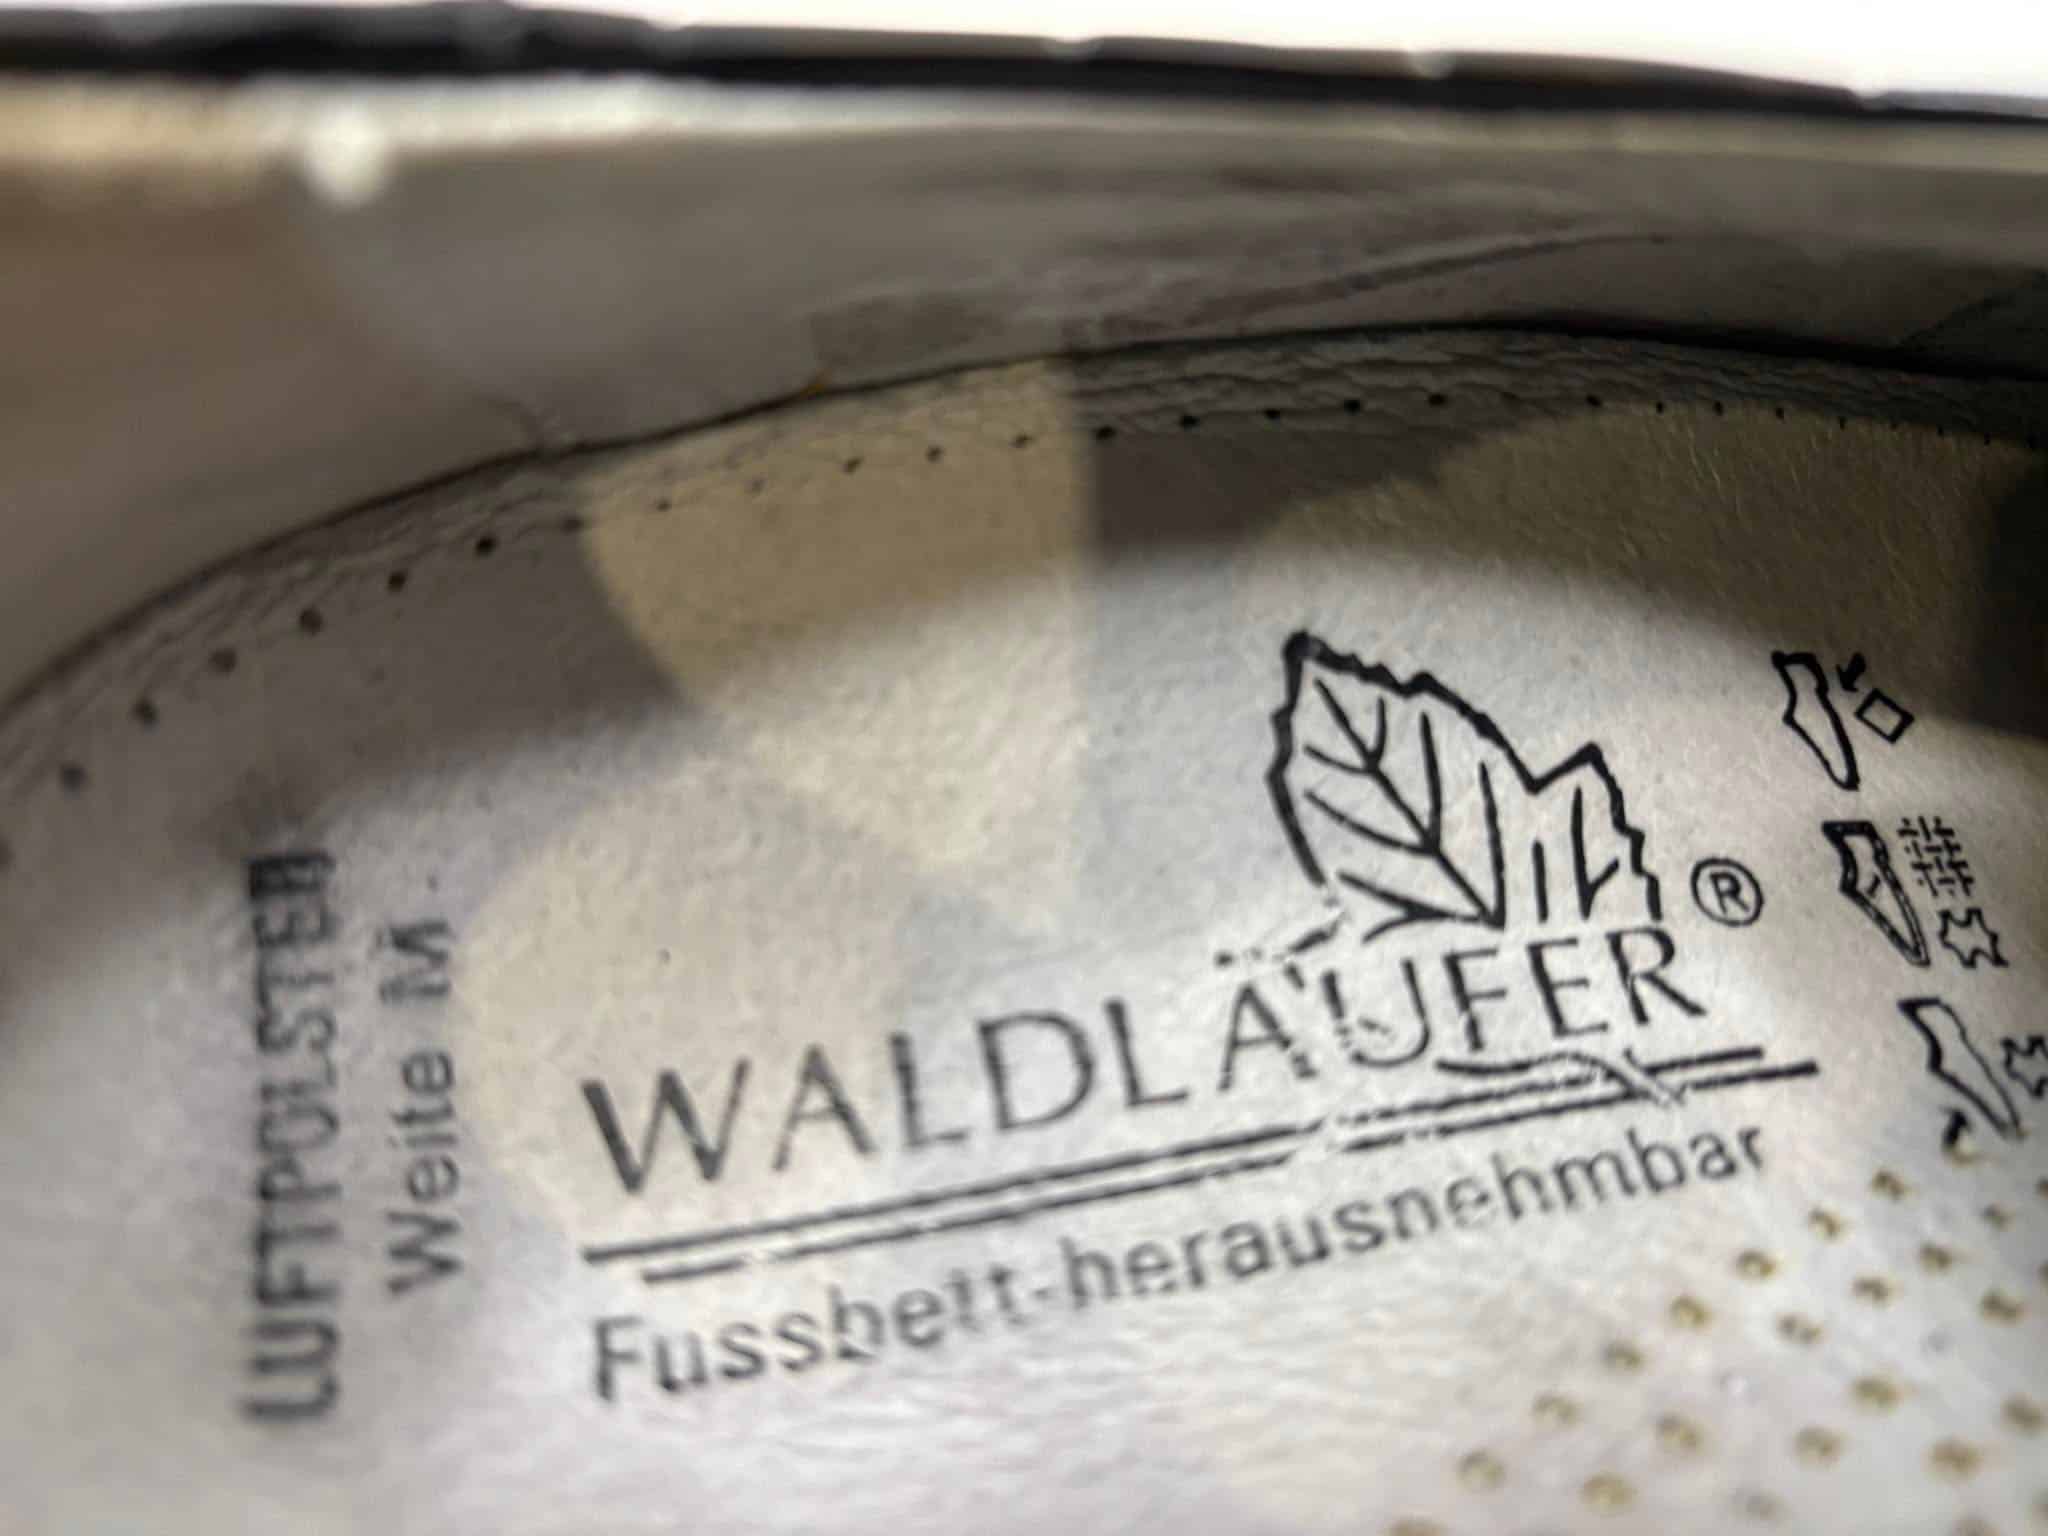 LUFTPOLSTER
Weite M
WALDLÄUFER®
Fussbett-herausnehmbar